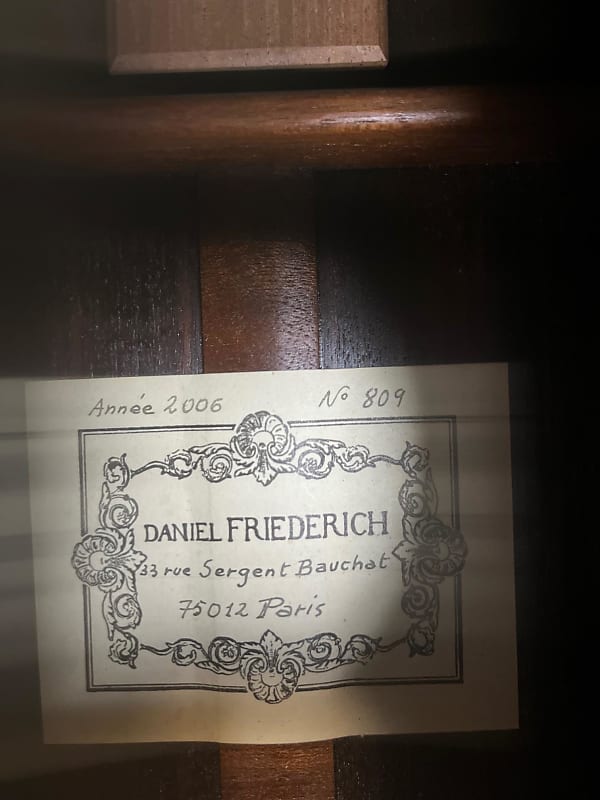 Année 2006 N° 809
DANIEL FRIEDERICH
33 rue Sergent Bauchat
75012 Paris